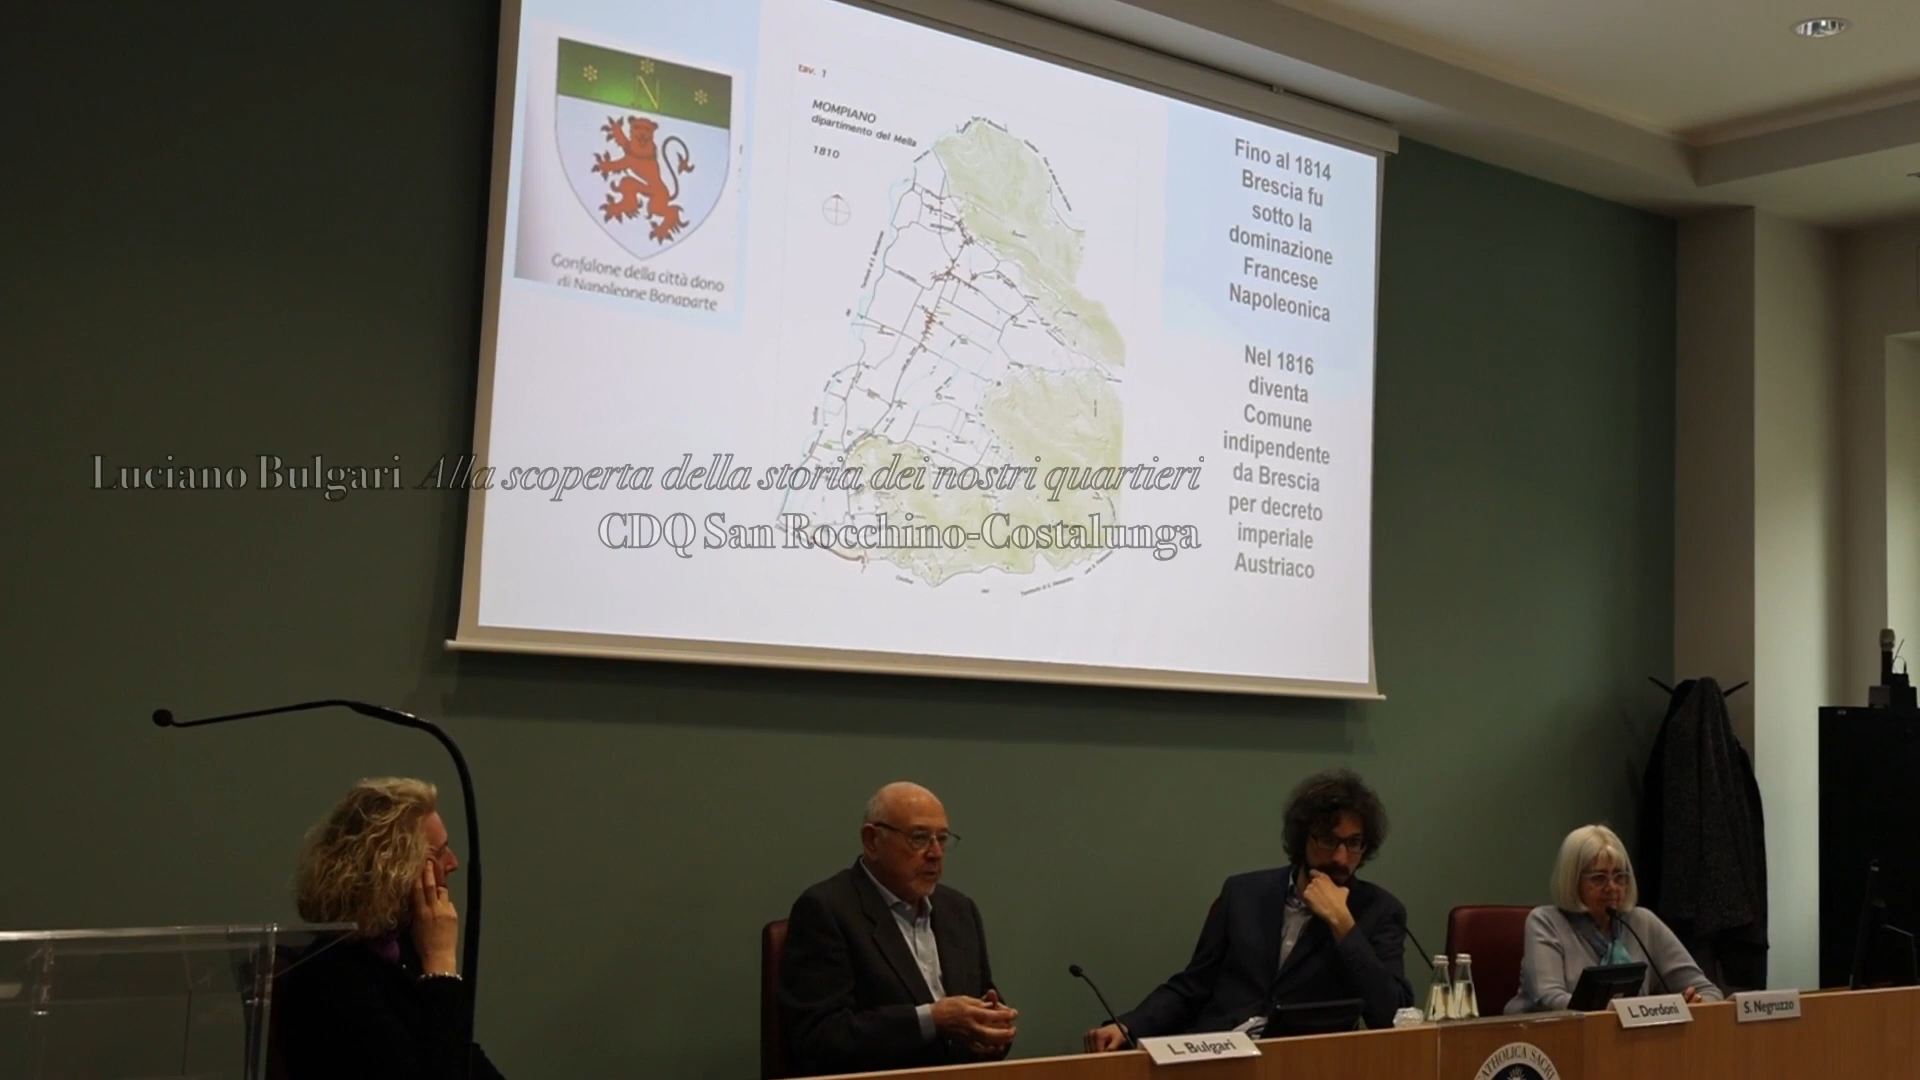 Gonfalone della città dono
di Napoleone Bonaparte
tav. 1
MOMPIANO
dipartimento del Mella
1810
Fino al 1814
Brescia fu
sotto la
dominazione
Francese
Napoleonica
Nel 1816
diventa
Comune
indipendente
da Brescia
per decreto
imperiale
Austriaco
Luciano Bulgari Alla scoperta della storia dei nostri quartieri
CDQ San Rocchino-Costalunga
L. Bulgari
L. Dordoni
S. Negruzzo